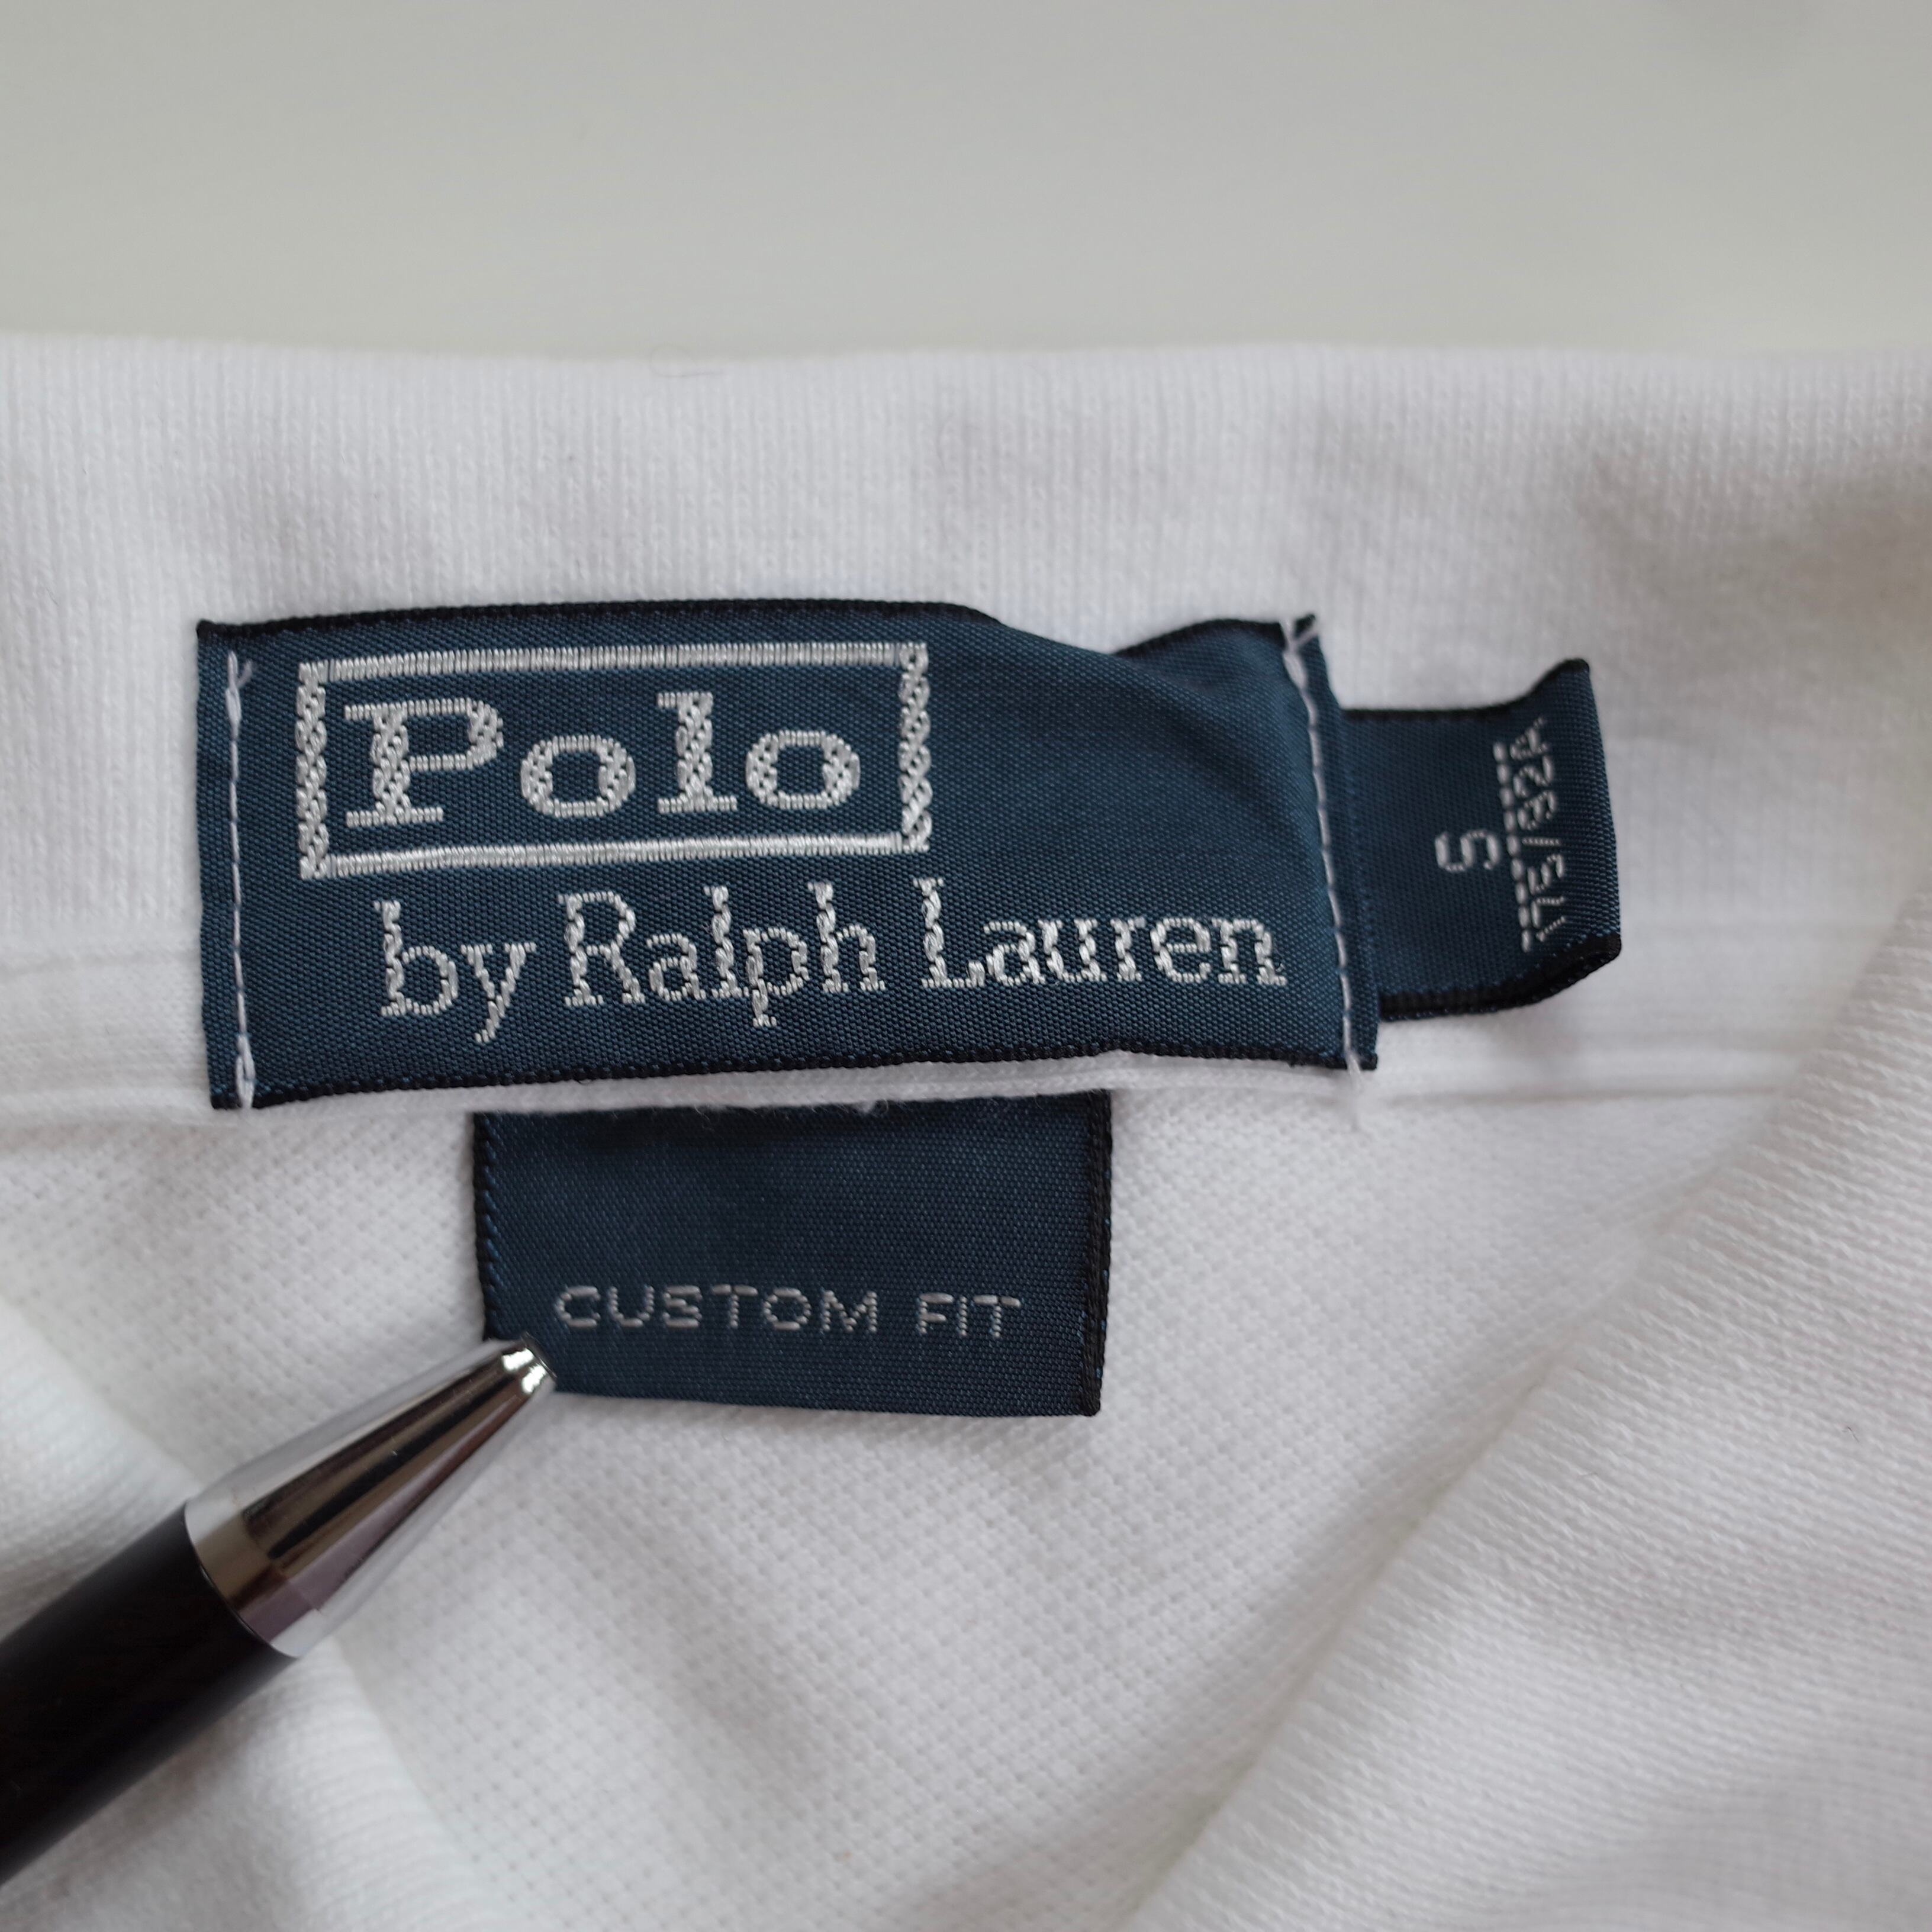 Polo
by Ralph Lauren
S
175/92A
CUSTOM FIT